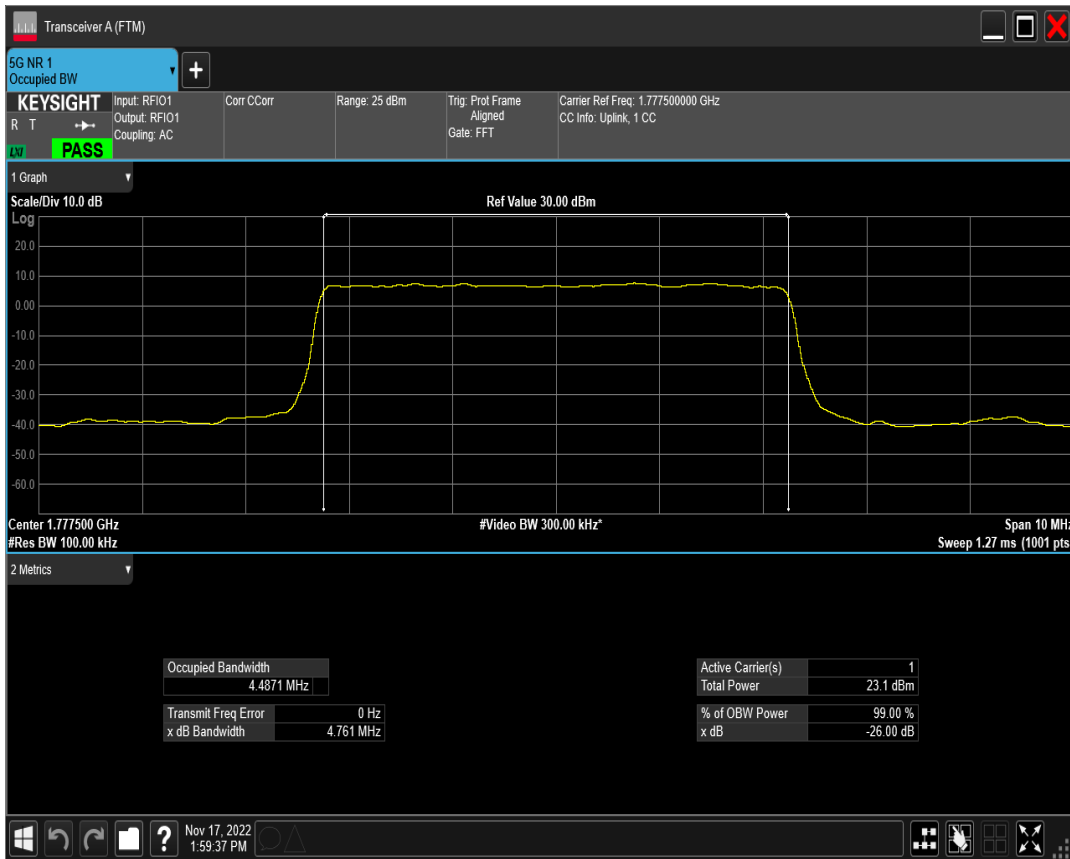 Transceiver A (FTM)
5G NR 1
Occupied BW
+
KEYSIGHT
R T
LXI
PASS
Input: RFIO1
Output: RFIO1
Coupling: AC
Corr CCorr
Range: 25 dBm
Trig: Prot Frame
Aligned
Gate: FFT
Carrier Ref Freq: 1.777500000 GHz
CC Info: Uplink, 1 CC
1 Graph
Scale/Div 10.0 dB
Ref Value 30.00 dBm
Log
20.0
10.0
0.00
-10.0
-20.0
-30.0
-40.0
-50.0
-60.0
Center 1.777500 GHz
#Video BW 300.00 kHz*
Span 10 MHz
#Res BW 100.00 kHz
Sweep 1.27 ms (1001 pts
2 Metrics
Occupied Bandwidth
4.4871 MHz
Transmit Freq Error 0 Hz
x dB Bandwidth 4.761 MHz
Active Carrier(s) 1
Total Power 23.1 dBm
% of OBW Power 99.00 %
x dB -26.00 dB
?
Nov 17, 2022
1:59:37 PM